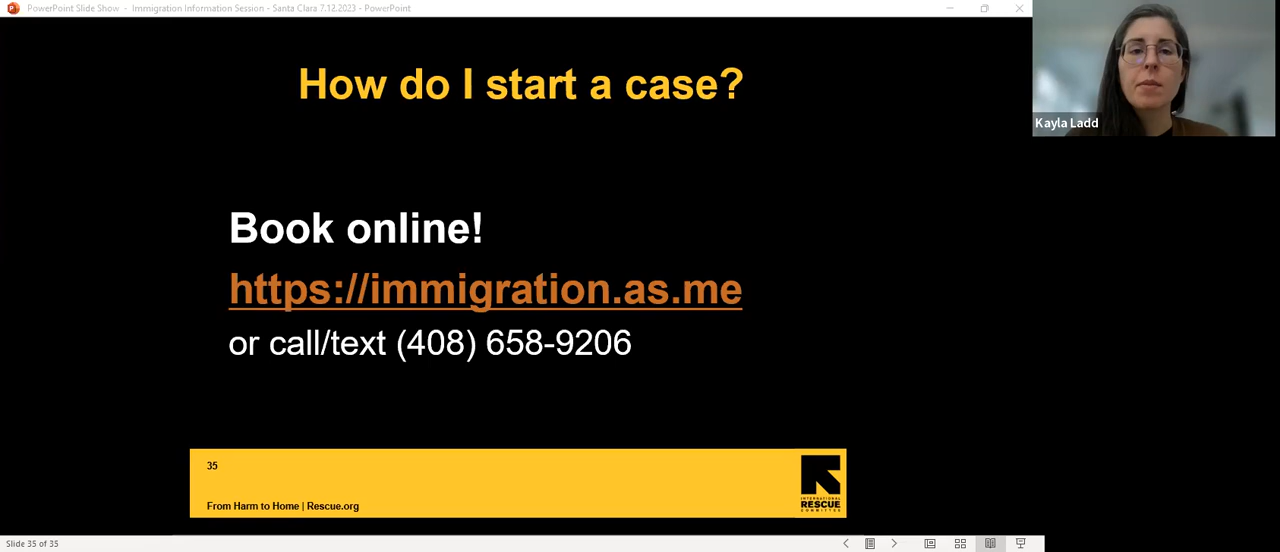 PowerPoint Slide Show - Immigration Information Session - Santa Clara 7.12.2023 - PowerPoint
How do I start a case?
Kayla Ladd
Book online!
https://immigration.as.me
or call/text (408) 658-9206
35
From Harm to Home | Rescue.org
INTERNATIONAL
RESCUE
COMMITTEE
Slide 35 of 35